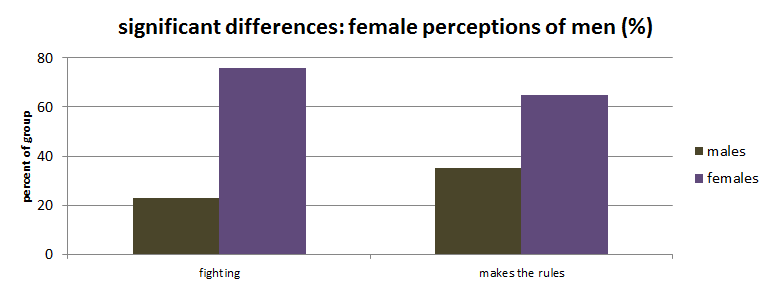 significant differences: female perceptions of men (%)
80
60
40
20
0
percent of group
fighting
makes the rules
males
females